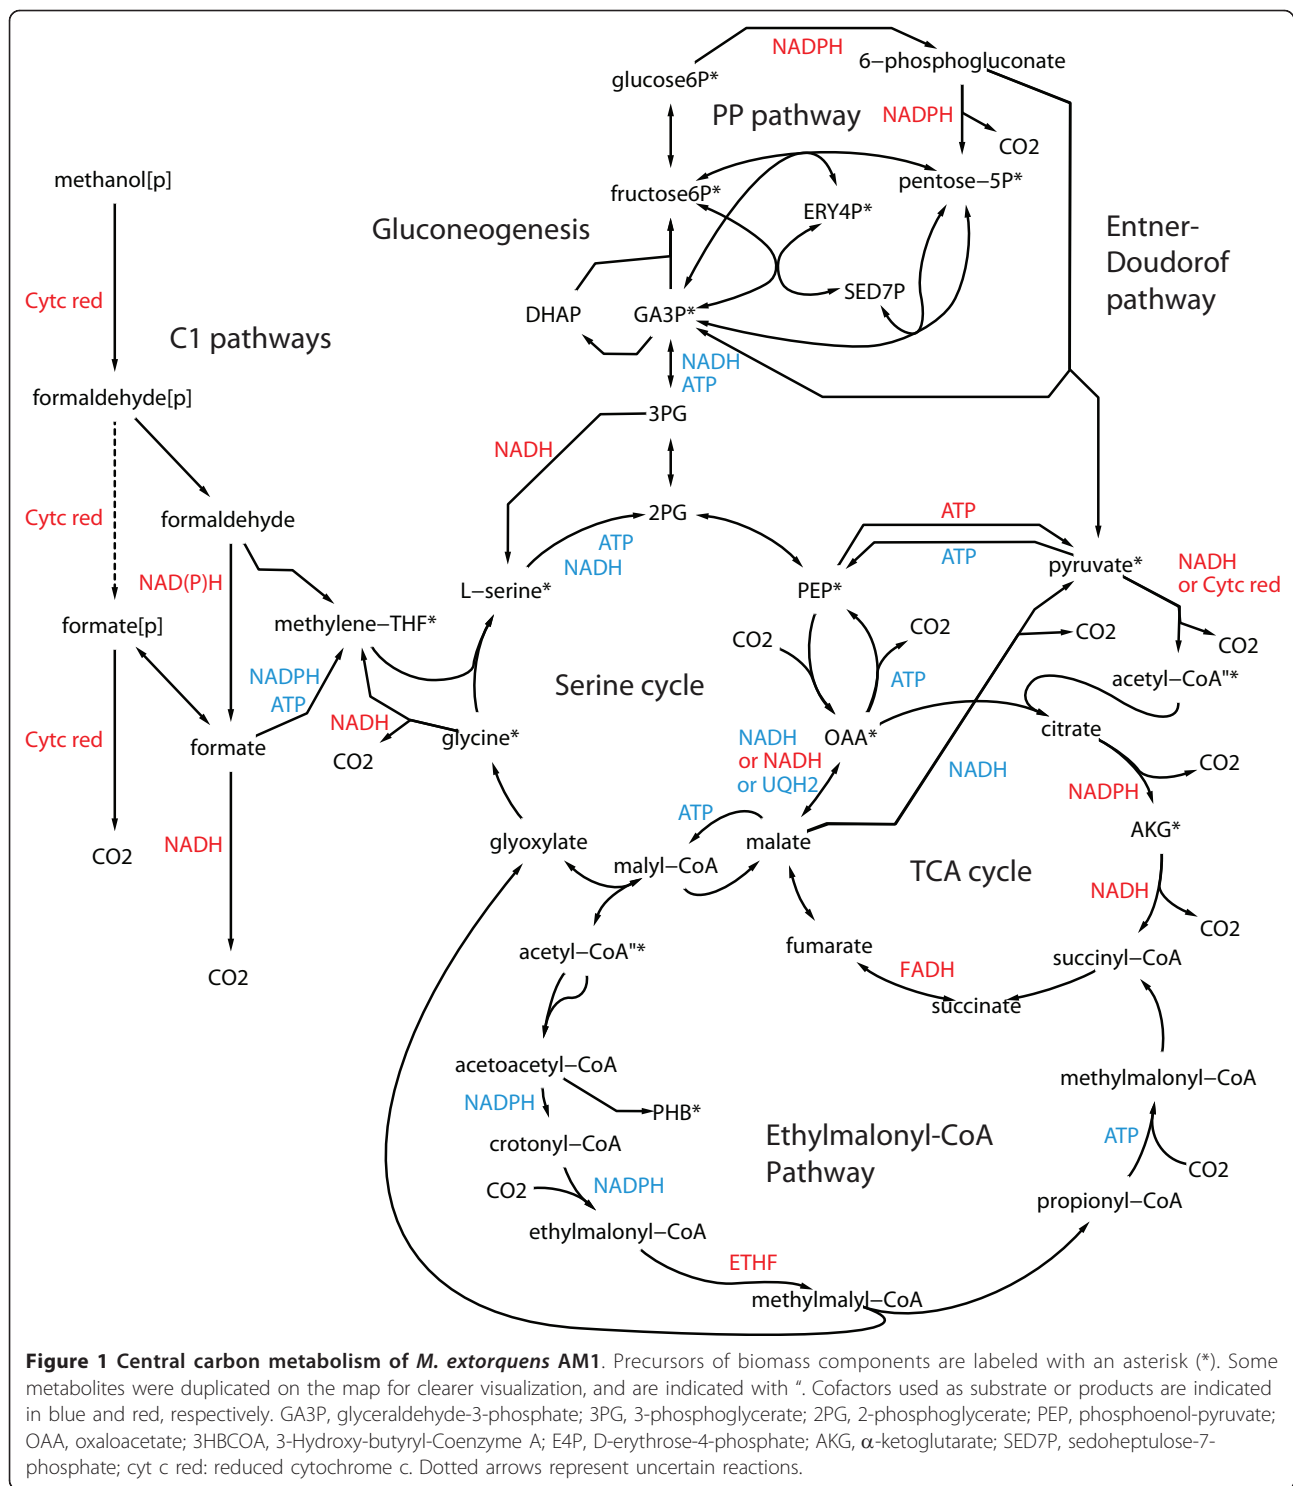 NADPH
6−phosphogluconate
glucose6P*
PP pathway
NADPH
CO2
methanol[p]
fructose6P*
pentose−5P*
ERY4P*
Gluconeogenesis
Entner-
Doudorof
pathway
Cytc red
DHAP
GA3P*
SED7P
C1 pathways
NADH
ATP
formaldehyde[p]
3PG
NADH
Cytc red
formaldehyde
2PG
ATP
ATP
NADH
ATP
NAD(P)H
L−serine*
PEP*
pyruvate*
NADH
or Cytc red
formate[p]
methylene−THF*
CO2
CO2
CO2
CO2
NADPH
ATP
Serine cycle
ATP
acetyl−CoA"*
Cytc red
formate
NADH
CO2
glycine*
NADH
or NADH
or UQH2
OAA*
citrate
NADH
CO2
NADPH
ATP
AKG*
CO2
NADH
glyoxylate
malyl−CoA
malate
TCA cycle
NADH
CO2
acetyl−CoA"*
fumarate
FADH
succinyl−CoA
CO2
succinate
acetoacetyl−CoA
methylmalonyl−CoA
NADPH
PHB*
crotonyl−CoA
Ethylmalonyl-CoA
Pathway
ATP
CO2
CO2
NADPH
propionyl−CoA
ethylmalonyl−CoA
ETHF
methylmalyl−CoA
Figure 1 Central carbon metabolism of M. extorquens AM1. Precursors of biomass components are labeled with an asterisk (*). Some
metabolites were duplicated on the map for clearer visualization, and are indicated with “. Cofactors used as substrate or products are indicated
in blue and red, respectively. GA3P, glyceraldehyde-3-phosphate; 3PG, 3-phosphoglycerate; 2PG, 2-phosphoglycerate; PEP, phosphoenol-pyruvate;
OAA, oxaloacetate; 3HBCOA, 3-Hydroxy-butyryl-Coenzyme A; E4P, D-erythrose-4-phosphate; AKG, α-ketoglutarate; SED7P, sedoheptulose-7-
phosphate; cyt c red: reduced cytochrome c. Dotted arrows represent uncertain reactions.